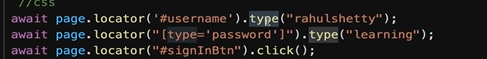 //css
await page.locator('#username').type("rahulshetty");
await page.locator("[type='password']").type("learning");
await page.locator("#signInBtn").click();